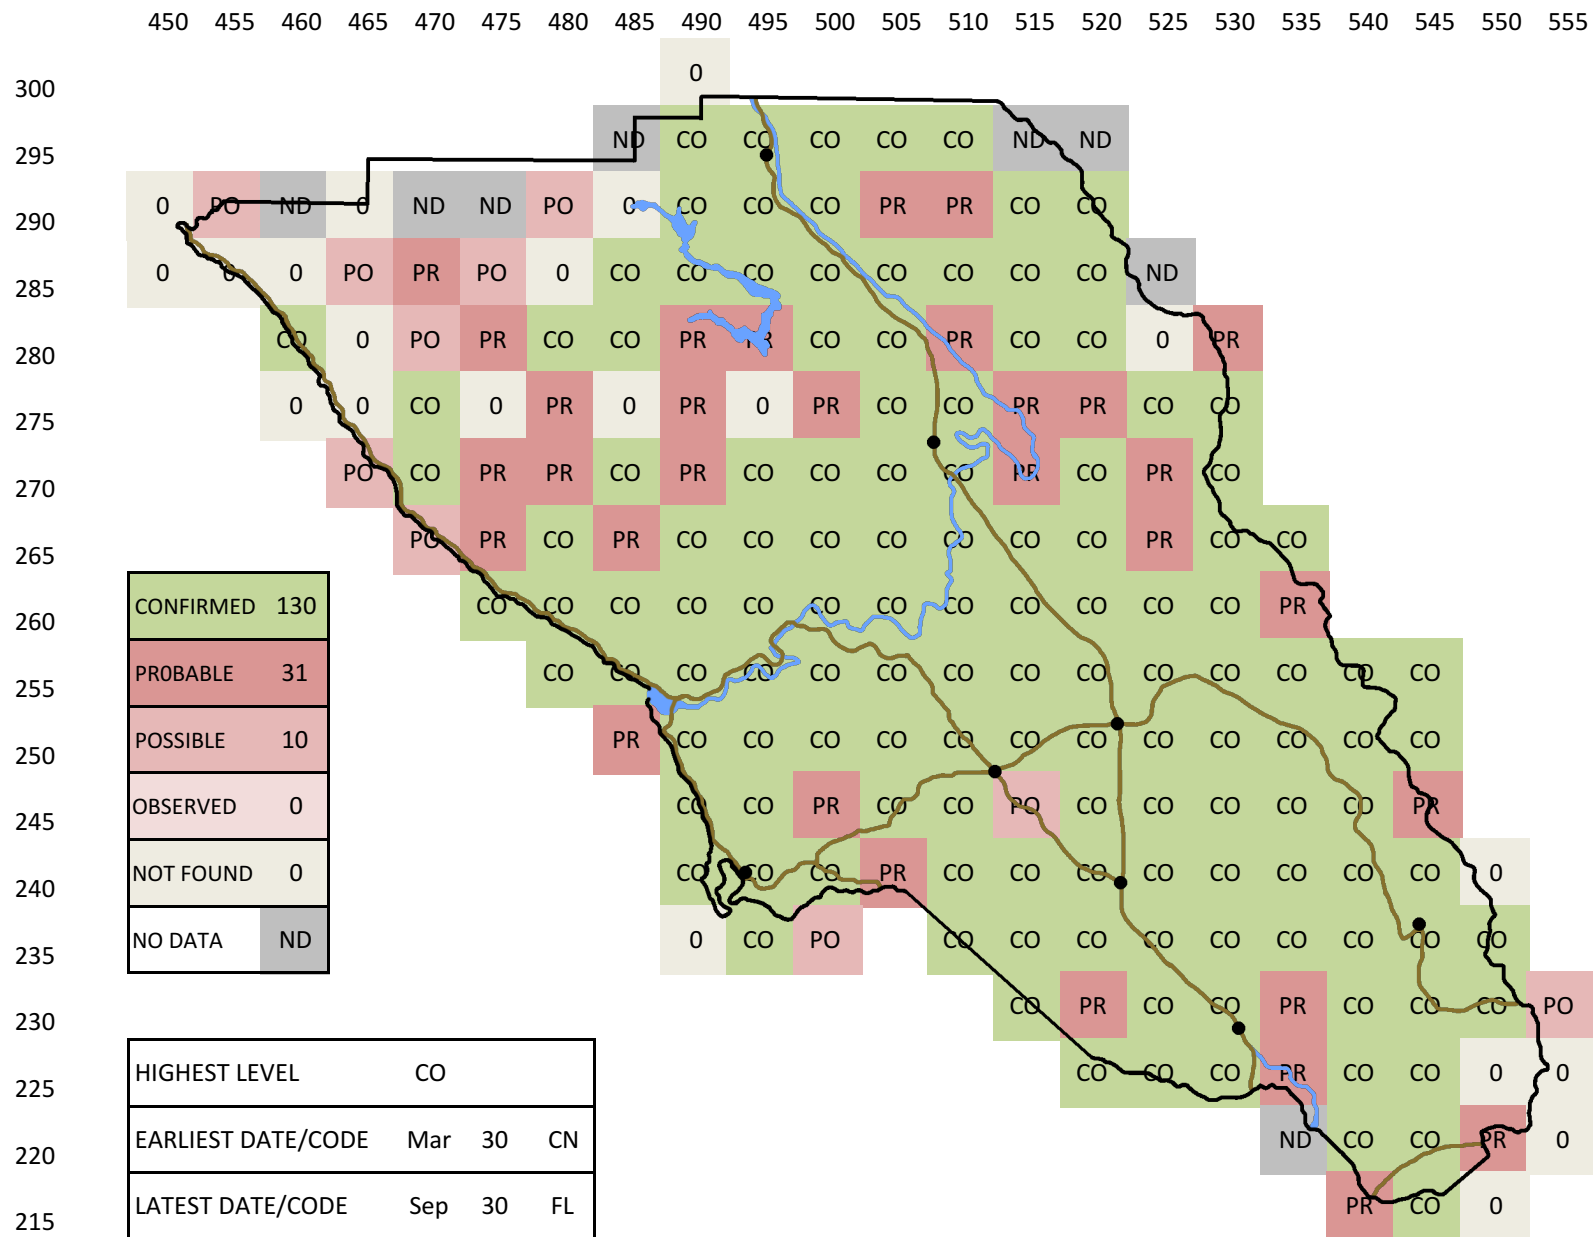 450 455 460 465 470 475 480 485 490 495 500 505 510 515 520 525 530 535 540 545 550 555
0
300
ND CO CO CO CO CO ND ND
295
0 PO ND 0 ND ND PO 0 CO CO CO PR PR CO CO
290
0 0 0 PO PR PO 0 CO CO CO CO CO CO CO CO ND
285
CO 0 PO PR CO CO PR PR CO CO PR CO CO 0 PR
280
0 0 CO 0 PR 0 PR 0 PR CO CO PR PR CO CO
275
PO CO PR PR CO PR CO CO CO CO PR CO PR CO
270
PO PR CO PR CO CO CO CO CO CO CO PR CO CO
265
CO CO CO CO CO CO CO CO CO CO CO CO PR
260
CO CO CO CO CO CO CO CO CO CO CO CO CO CO
255
PR CO CO CO CO CO CO CO CO CO CO CO CO
250
CO CO PR CO CO PO CO CO CO CO CO PR
245
CO CO CO PR CO CO CO CO CO CO CO CO 0
240
0 CO PO CO CO CO CO CO CO CO CO CO
235
CO PR CO CO PR CO CO CO PO
230
CO CO CO PR CO CO 0 0
225
ND CO CO PR 0
220
PR CO 0
215
CONFIRMED 130
PR0BABLE 31
POSSIBLE 10
OBSERVED 0
NOT FOUND 0
NO DATA ND
HIGHEST LEVEL CO
EARLIEST DATE/CODE Mar 30 CN
LATEST DATE/CODE Sep 30 FL